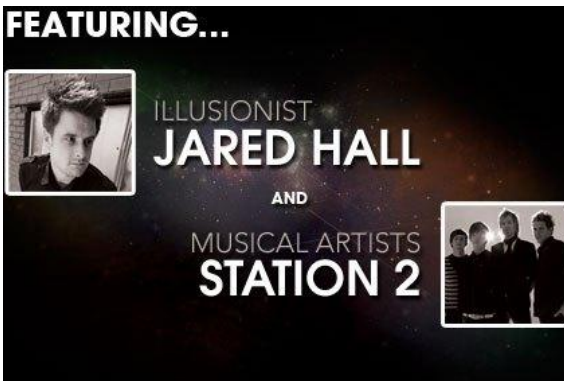 FEATURING...
ILLUSIONIST
JARED HALL
AND
MUSICAL ARTISTS
STATION 2